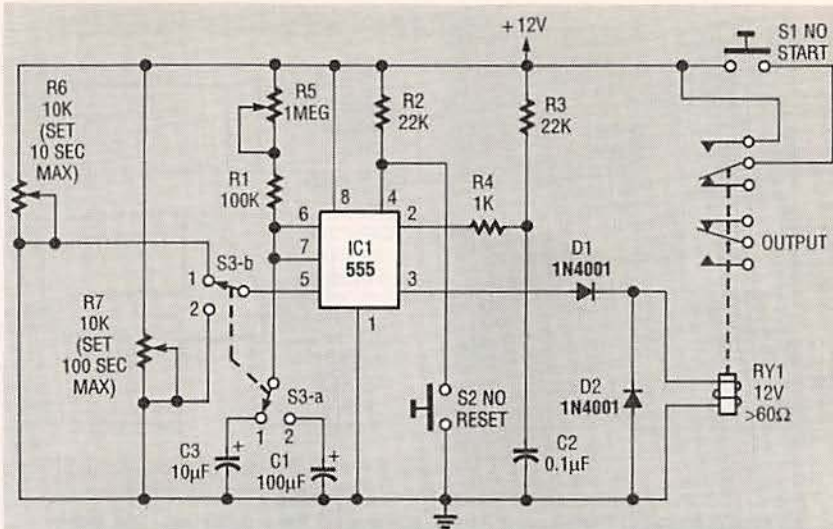 +12V
S1 NO
START
R6
10K
(SET
10 SEC
MAX)
R5
1MEG
R2
22K
R3
22K
R1
100K
R4
1K
8
4
6
2
7
5
3
1
IC1
555
D1
1N4001
OUTPUT
S3-b
1
2
R7
10K
(SET
100 SEC
MAX)
S3-a
1
2
S2 NO
RESET
D2
1N4001
RY1
12V
>60Ω
C3
10µF
+
C1
100µF
+
C2
0.1µF